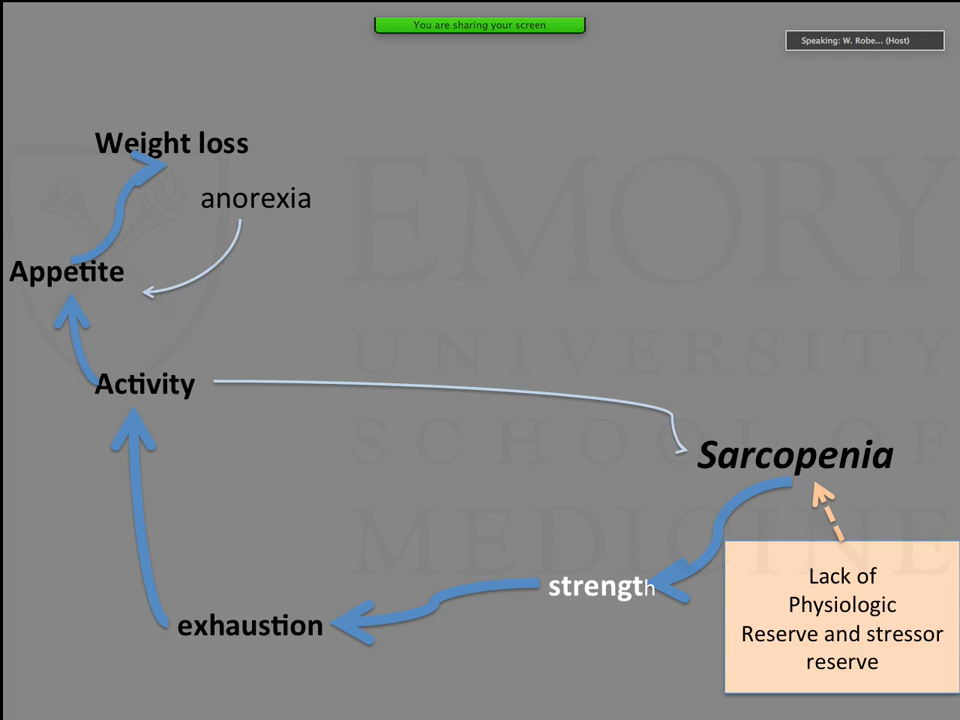 You are sharing your screen
Speaking: W. Robe... (Host)
Weight loss
anorexia
Appetite
Activity
Sarcopenia
strength
exhaustion
Lack of
Physiologic
Reserve and stressor
reserve
EMORY
UNIVERSITY
SCHOOL OF
MEDICINE